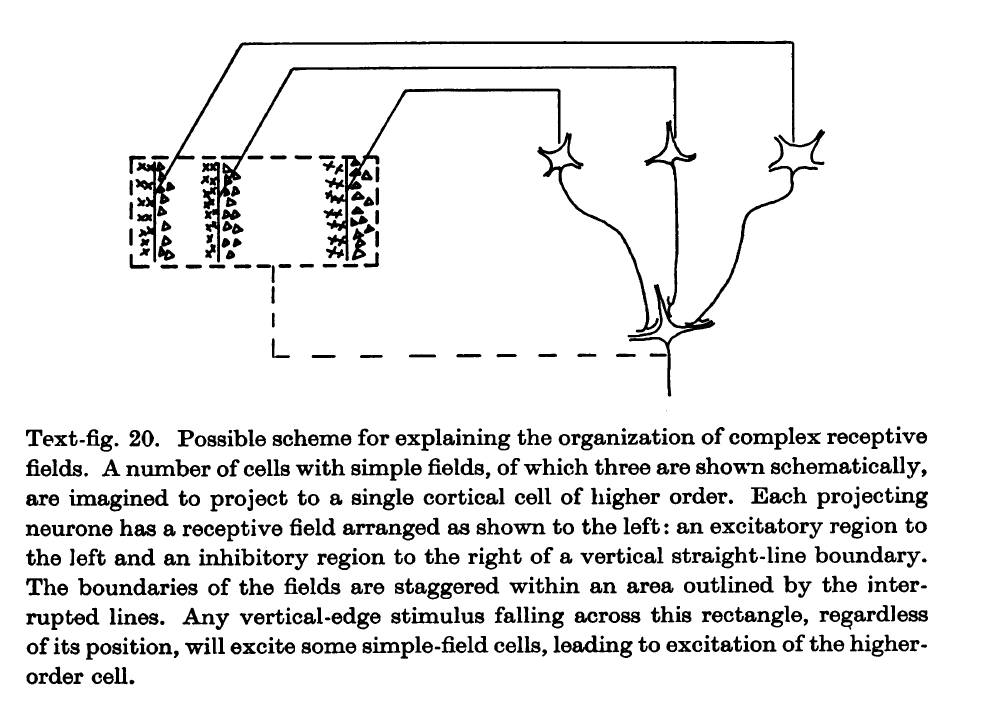 Text-fig. 20. Possible scheme for explaining the organization of complex receptive
fields. A number of cells with simple fields, of which three are shown schematically,
are imagined to project to a single cortical cell of higher order. Each projecting
neurone has a receptive field arranged as shown to the left: an excitatory region to
the left and an inhibitory region to the right of a vertical straight-line boundary.
The boundaries of the fields are staggered within an area outlined by the inter-
rupted lines. Any vertical-edge stimulus falling across this rectangle, regardless
of its position, will excite some simple-field cells, leading to excitation of the higher-
order cell.